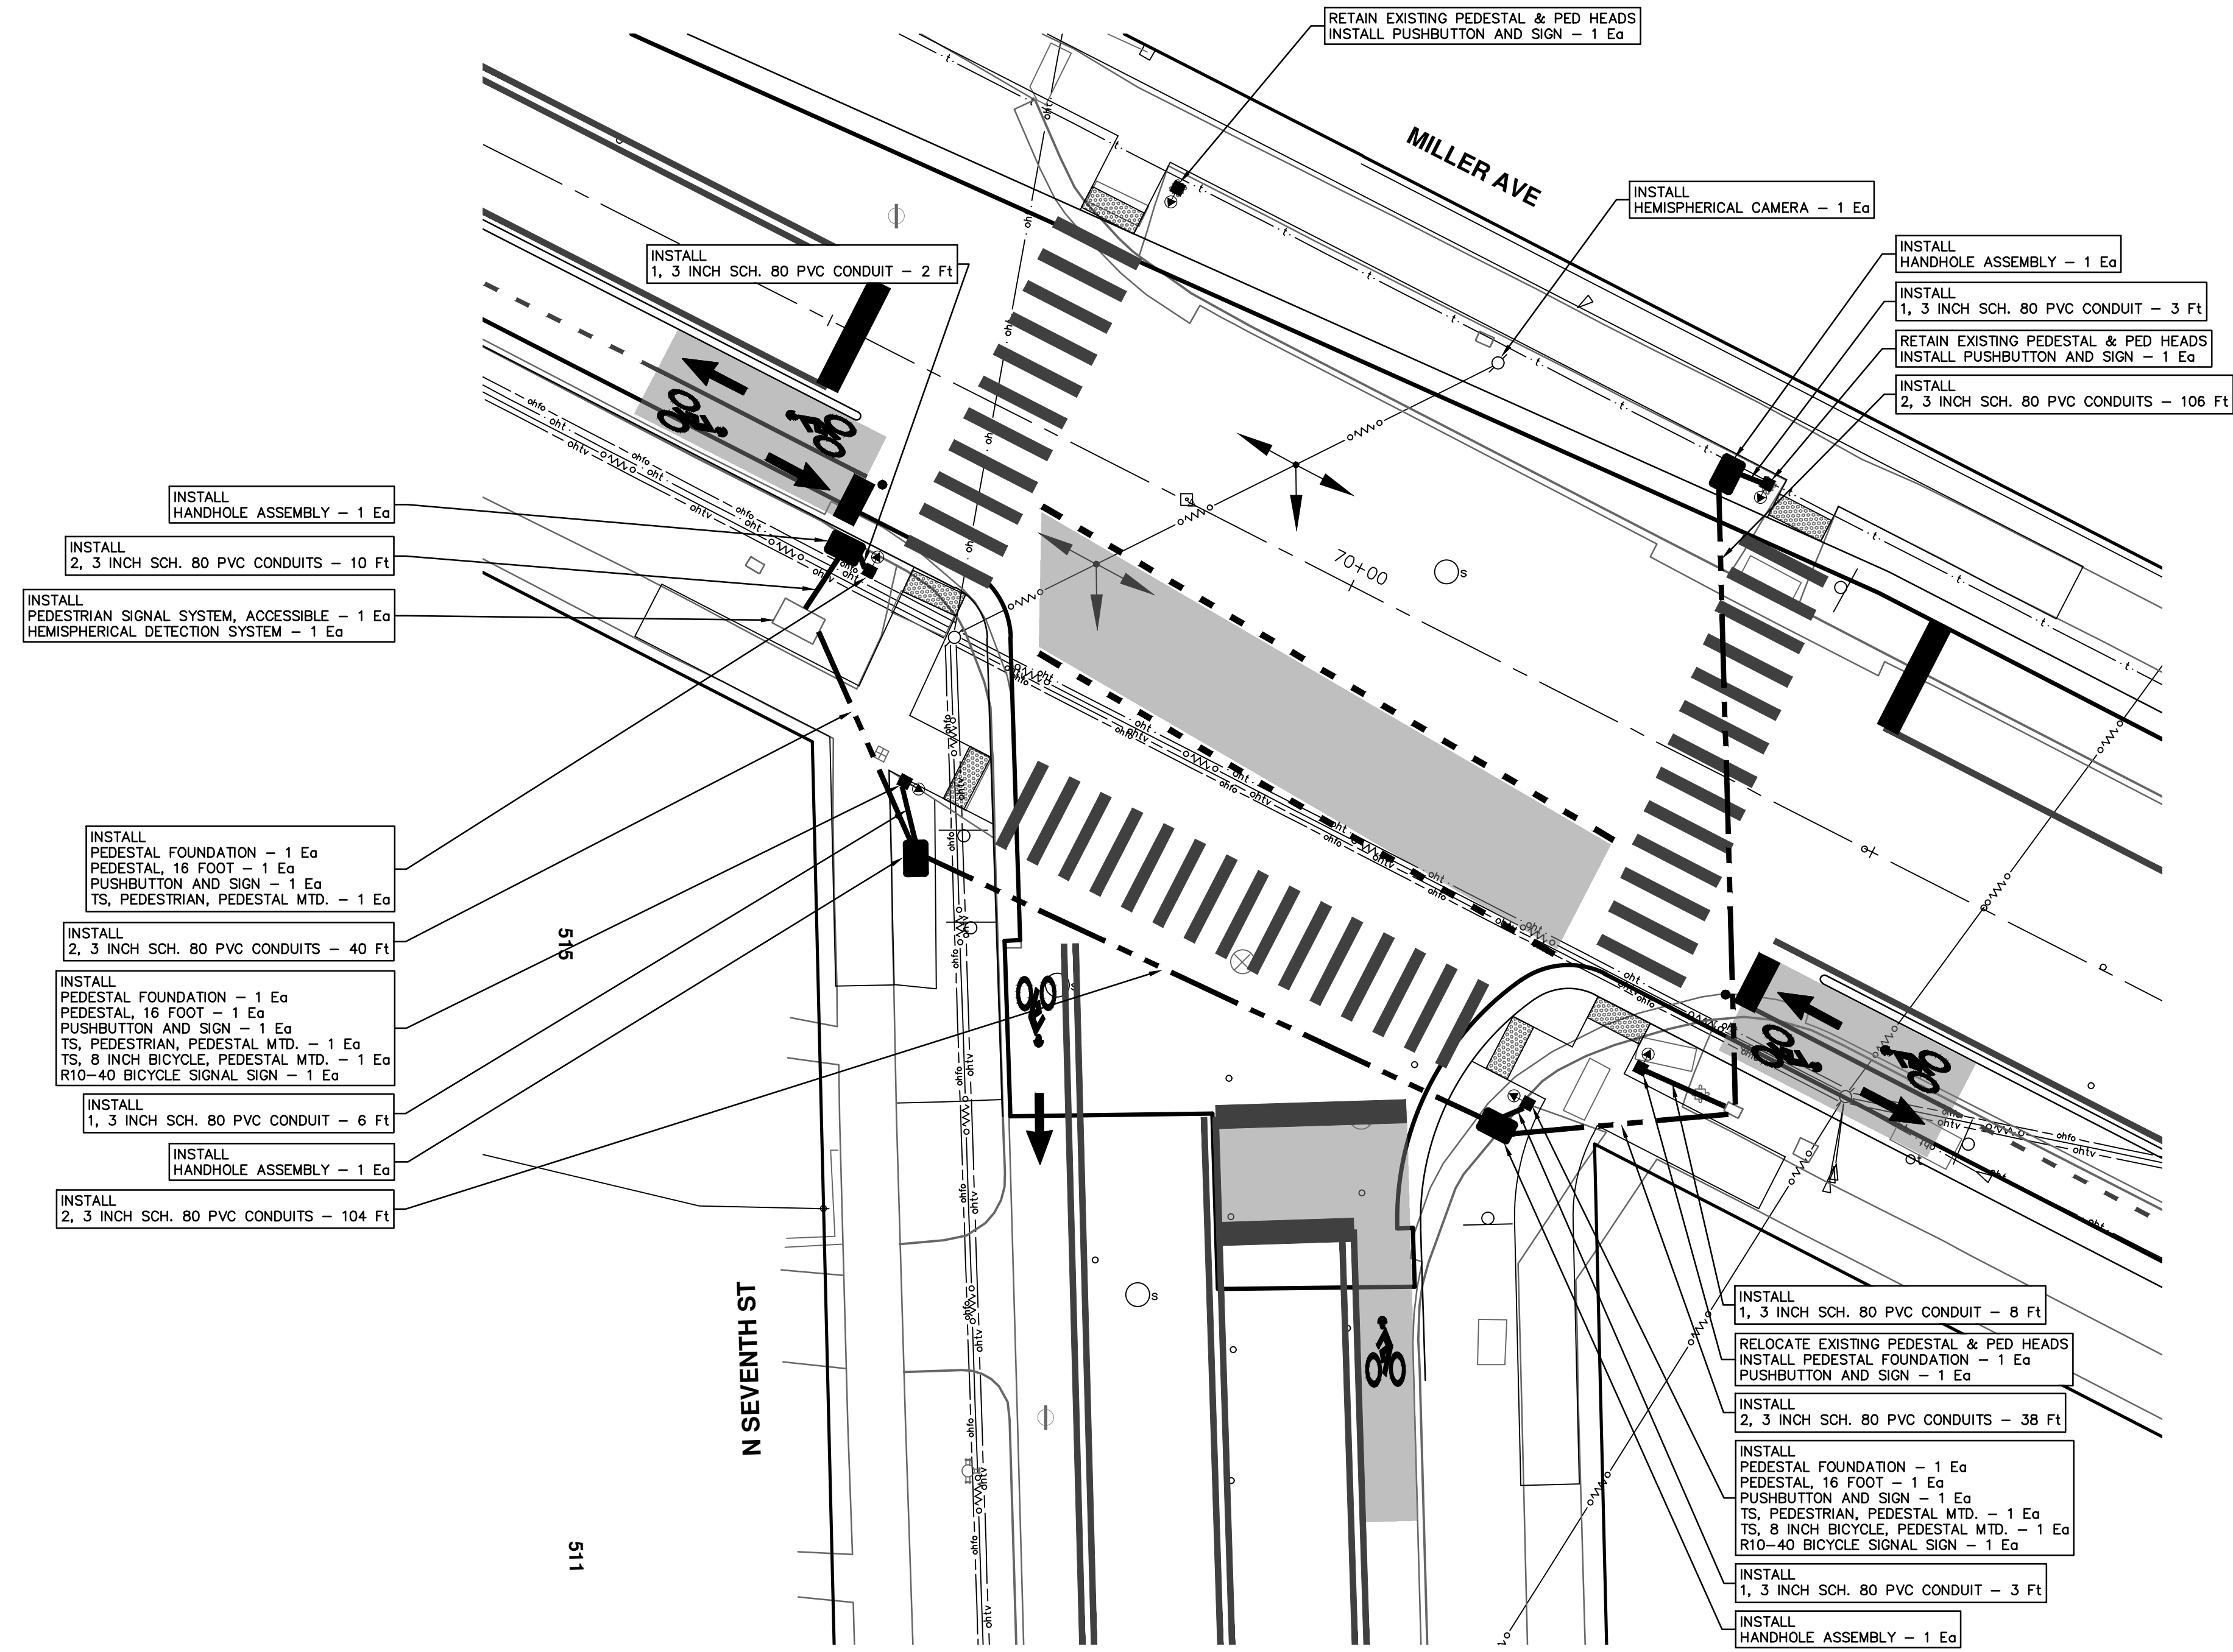 RETAIN EXISTING PEDESTAL & PED HEADS
INSTALL PUSHBUTTON AND SIGN – 1 Ea
MILLER AVE
INSTALL
HEMISPHERICAL CAMERA – 1 Ea
INSTALL
HANDHOLE ASSEMBLY – 1 Ea
INSTALL
1, 3 INCH SCH. 80 PVC CONDUIT – 3 Ft
RETAIN EXISTING PEDESTAL & PED HEADS
INSTALL PUSHBUTTON AND SIGN – 1 Ea
INSTALL
2, 3 INCH SCH. 80 PVC CONDUITS – 106 Ft
INSTALL
1, 3 INCH SCH. 80 PVC CONDUIT – 2 Ft
INSTALL
HANDHOLE ASSEMBLY – 1 Ea
INSTALL
2, 3 INCH SCH. 80 PVC CONDUITS – 10 Ft
INSTALL
PEDESTRIAN SIGNAL SYSTEM, ACCESSIBLE – 1 Ea
HEMISPHERICAL DETECTION SYSTEM – 1 Ea
70+00
s
INSTALL
PEDESTAL FOUNDATION – 1 Ea
PEDESTAL, 16 FOOT – 1 Ea
PUSHBUTTON AND SIGN – 1 Ea
TS, PEDESTRIAN, PEDESTAL MTD. – 1 Ea
INSTALL
2, 3 INCH SCH. 80 PVC CONDUITS – 40 Ft
INSTALL
PEDESTAL FOUNDATION – 1 Ea
PEDESTAL, 16 FOOT – 1 Ea
PUSHBUTTON AND SIGN – 1 Ea
TS, PEDESTRIAN, PEDESTAL MTD. – 1 Ea
TS, 8 INCH BICYCLE, PEDESTAL MTD. – 1 Ea
R10-40 BICYCLE SIGNAL SIGN – 1 Ea
INSTALL
1, 3 INCH SCH. 80 PVC CONDUIT – 6 Ft
INSTALL
HANDHOLE ASSEMBLY – 1 Ea
INSTALL
2, 3 INCH SCH. 80 PVC CONDUITS – 104 Ft
515
N SEVENTH ST
511
s
s
oh
oh
oh
oht
ohfo
ohtv
ohfo
oht
ohtv
ohfo
ohtv
t
t
t
INSTALL
1, 3 INCH SCH. 80 PVC CONDUIT – 8 Ft
RELOCATE EXISTING PEDESTAL & PED HEADS
INSTALL PEDESTAL FOUNDATION – 1 Ea
PUSHBUTTON AND SIGN – 1 Ea
INSTALL
2, 3 INCH SCH. 80 PVC CONDUITS – 38 Ft
INSTALL
PEDESTAL FOUNDATION – 1 Ea
PEDESTAL, 16 FOOT – 1 Ea
PUSHBUTTON AND SIGN – 1 Ea
TS, PEDESTRIAN, PEDESTAL MTD. – 1 Ea
TS, 8 INCH BICYCLE, PEDESTAL MTD. – 1 Ea
R10-40 BICYCLE SIGNAL SIGN – 1 Ea
INSTALL
1, 3 INCH SCH. 80 PVC CONDUIT – 3 Ft
INSTALL
HANDHOLE ASSEMBLY – 1 Ea